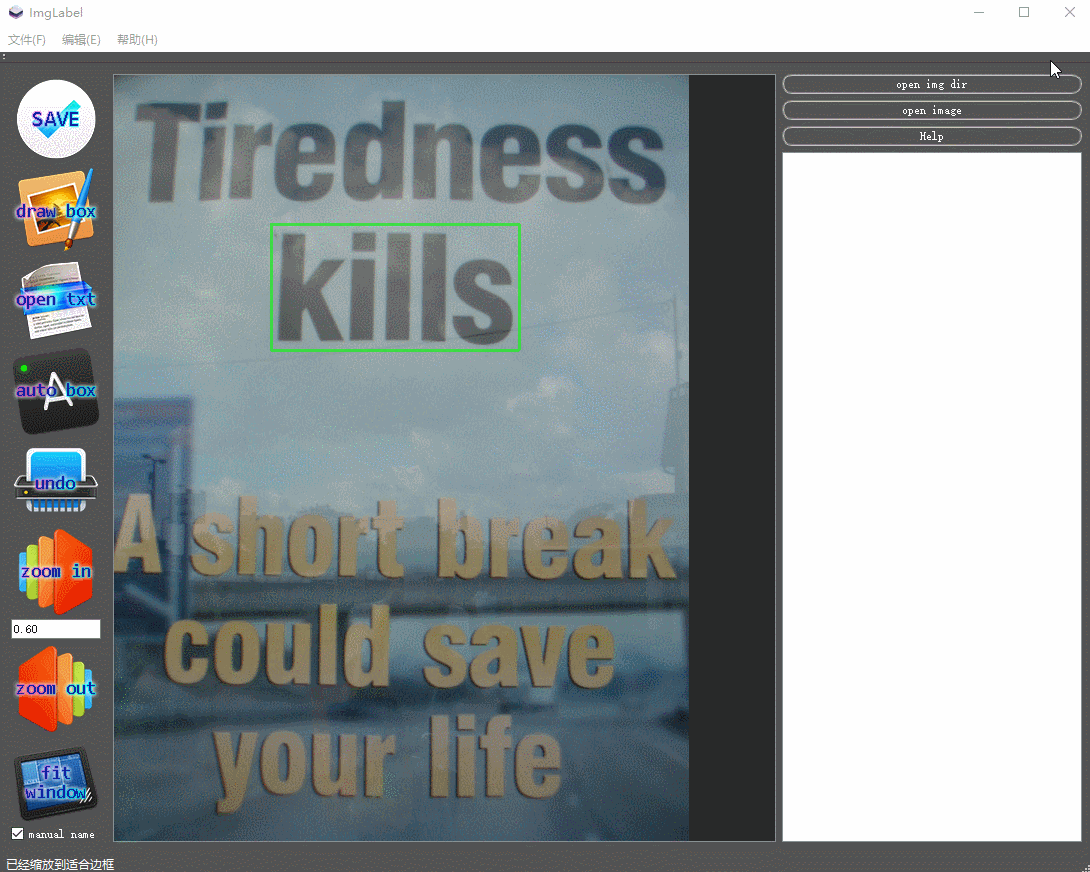 ImgLabel
文件(F) 编辑(E) 帮助(H)
SAVE
draw box
open txt
auto box
undo
zoom in
0.60
zoom out
fit
window
manual name
Tiredness
kills
A short break
could save
your life
open img dir
open image
Help
已经缩放到适合边框